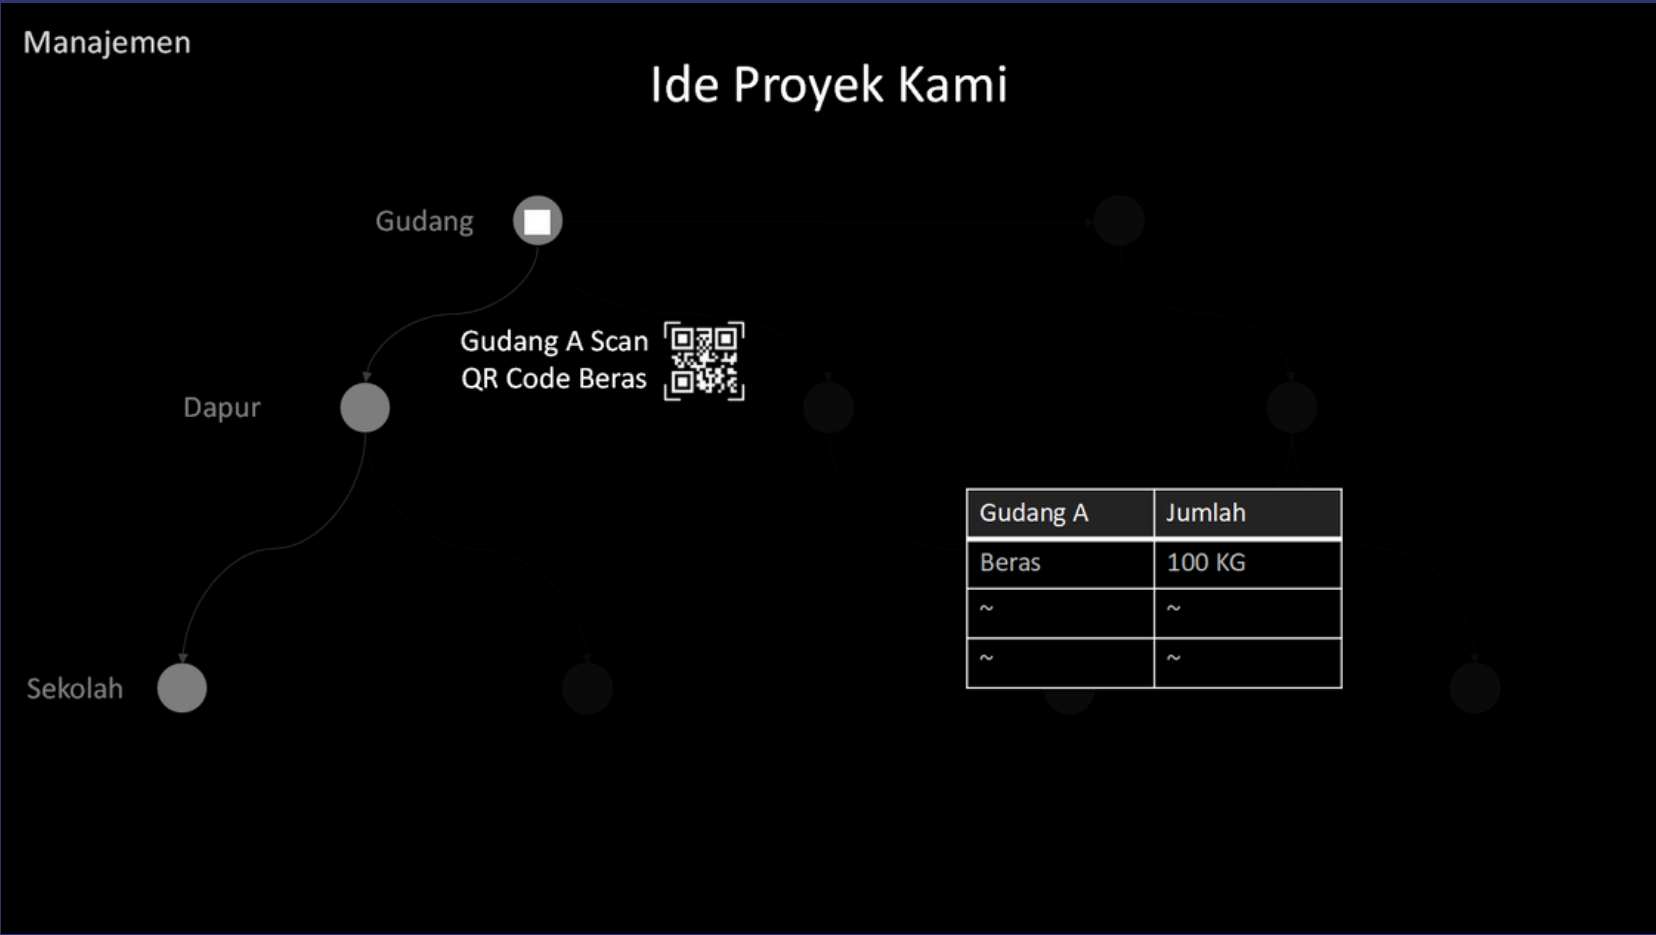 Manajemen
Ide Proyek Kami
Gudang
Gudang A Scan
QR Code Beras
Dapur
Gudang A Jumlah
Beras 100 KG
~ ~
~ ~
Sekolah